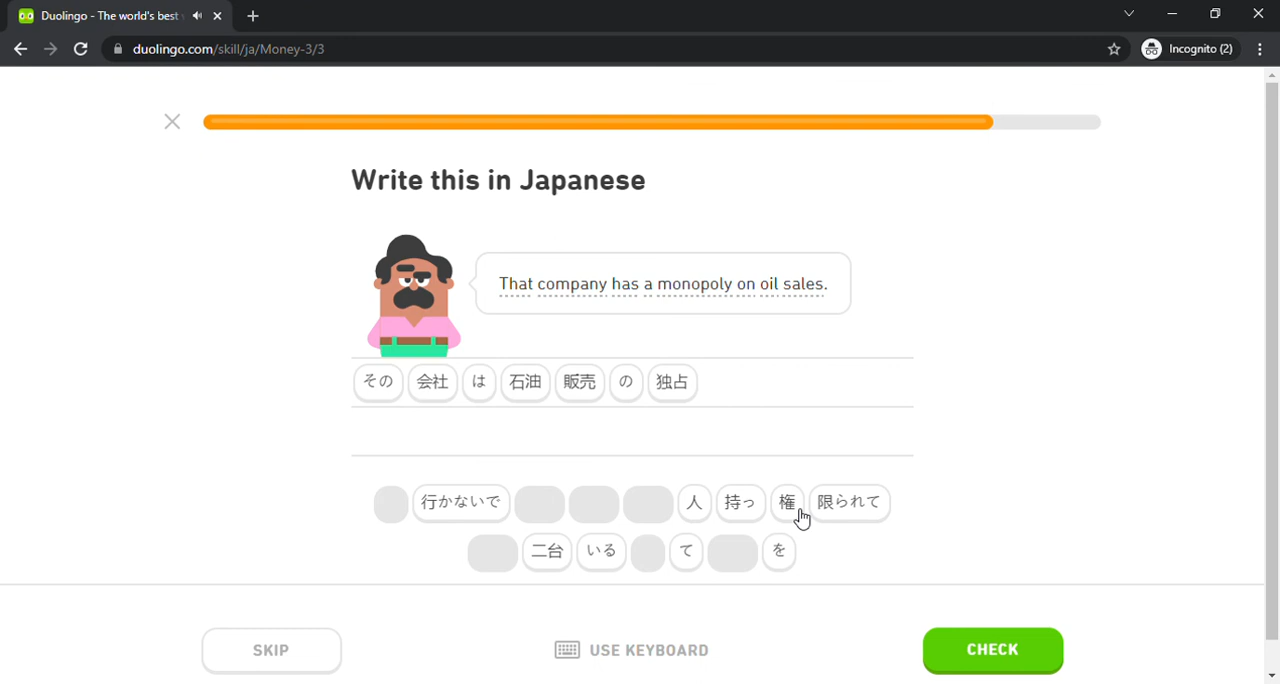 Duolingo - The world's best
duolingo.com/skill/ja/Money-3/3
Incognito (2)
Write this in Japanese
That company has a monopoly on oil sales.
その 会社 は 石油 販売 の 独占
行かないで 人 持っ 権 限られて
二台 いる て を
SKIP
USE KEYBOARD
CHECK